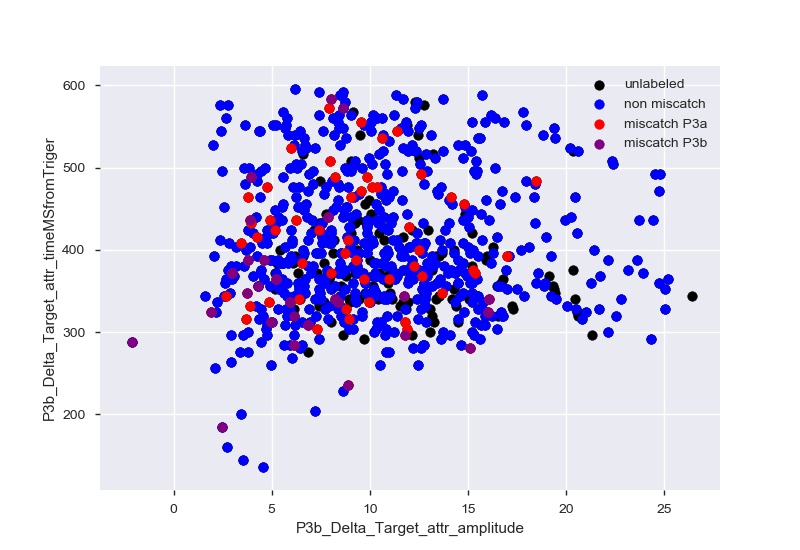 600
500
400
300
200
0
5
10
15
20
25
P3b_Delta_Target_attr_timeMSfromTriger
P3b_Delta_Target_attr_amplitude
unlabeled
non miscatch
miscatch P3a
miscatch P3b